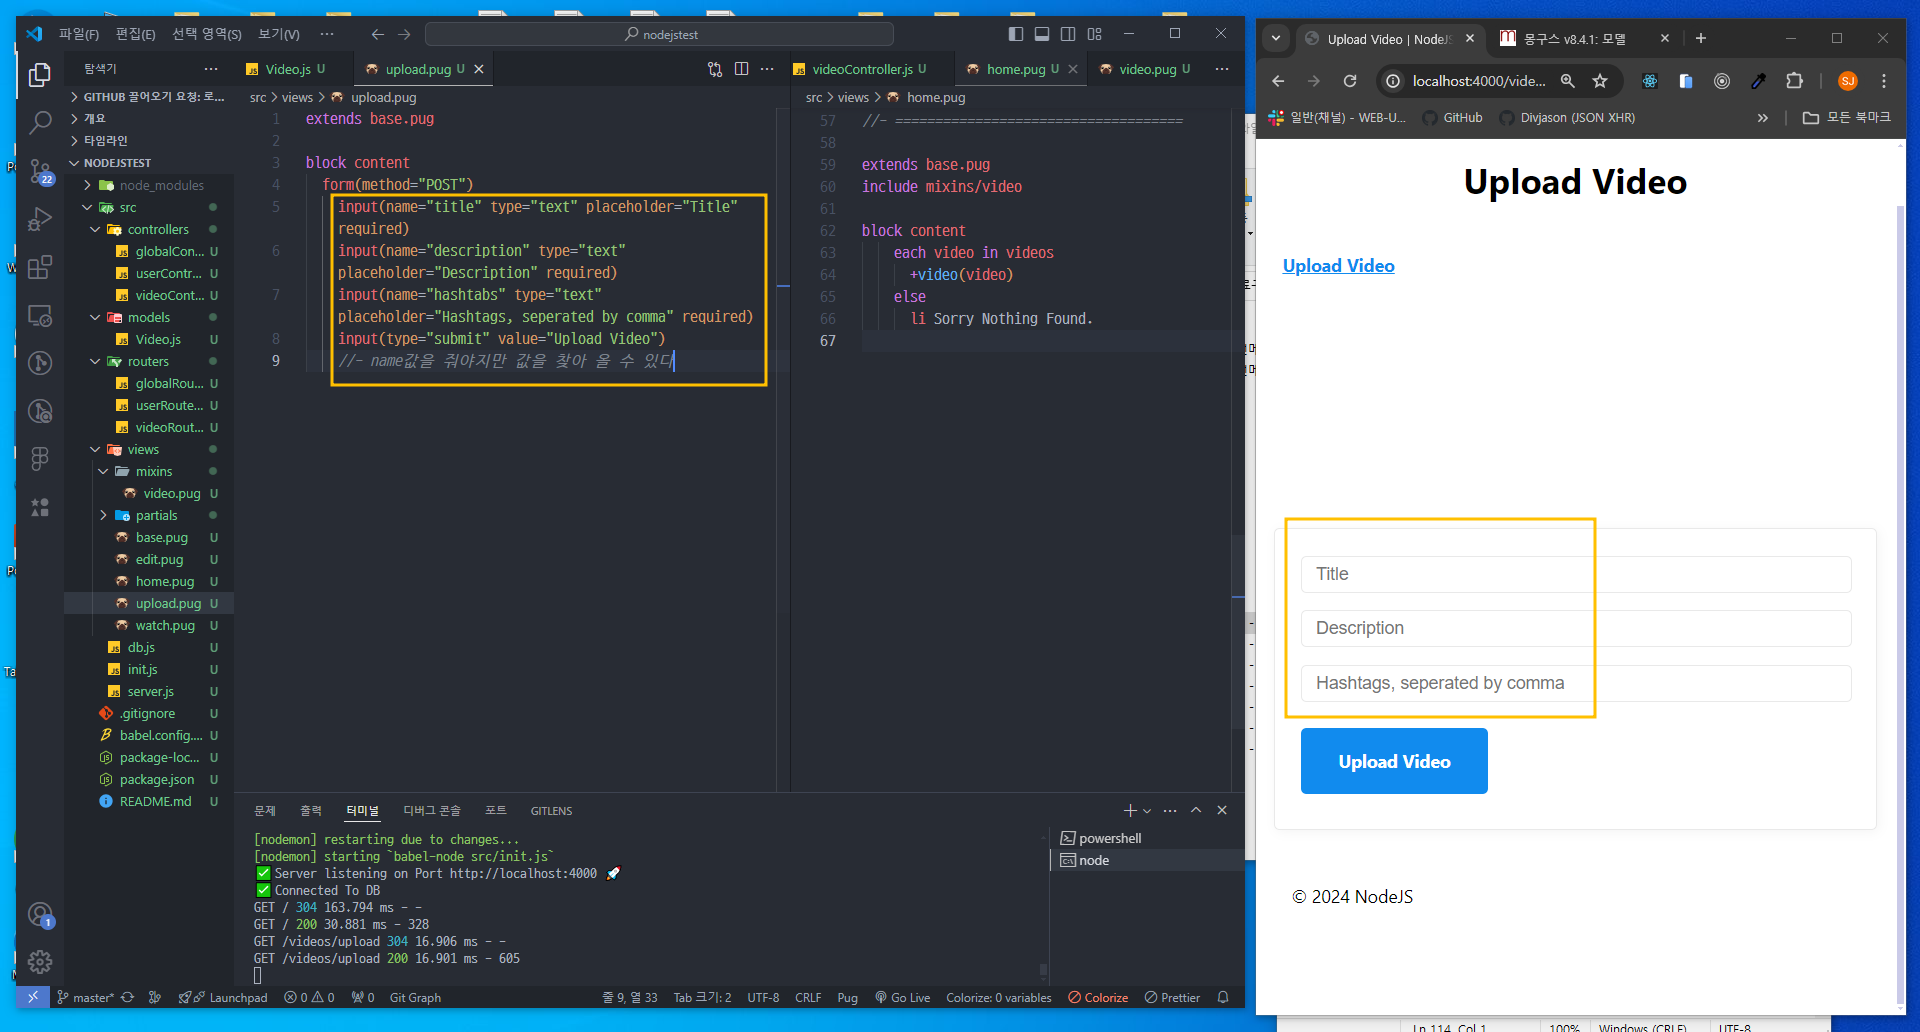 파일(F) 편집(E) 선택 영역(S) 보기(V) ··· nodejstest
탐색기 ···
GITHUB 끌어오기 요청: 로...
개요
타임라인
NODEJSTEST
node_modules
src
controllers
globalCon... U
userContr... U
videoCont... U
models
Video.js U
routers
globalRou... U
userRoute... U
videoRout... U
views
mixins
video.pug U
partials
base.pug U
edit.pug U
home.pug U
upload.pug U
watch.pug U
db.js U
init.js U
server.js U
.gitignore U
babel.config.... U
package-loc... U
package.json U
README.md U
22
1
Video.js U
upload.pug U
src > views > upload.pug
1 extends base.pug
2
3 block content
4 form(method="POST")
5 input(name="title" type="text" placeholder="Title"
required)
6 input(name="description" type="text"
placeholder="Description" required)
7 input(name="hashtabs" type="text"
placeholder="Hashtags, seperated by comma" required)
8 input(type="submit" value="Upload Video")
9 //- name값을 줘야지만 값을 찾아 올 수 있다
videoController.js U
home.pug U
video.pug U
src > views > home.pug
57 //- ====================================
58
59 extends base.pug
60 include mixins/video
61
62 block content
63 each video in videos
64 +video(video)
65 else
66 li Sorry Nothing Found.
67
문제 출력 터미널 디버그 콘솔 포트 GITLENS
[nodemon] restarting due to changes...
[nodemon] starting `babel-node src/init.js`
✅ Server listening on Port http://localhost:4000 🚀
✅ Connected To DB
GET / 304 163.794 ms - -
GET / 200 30.881 ms - 328
GET /videos/upload 304 16.906 ms - -
GET /videos/upload 200 16.901 ms - 605
powershell
node
master* Launchpad 0 0 0 Git Graph 줄 9, 열 33 Tab 크기: 2 UTF-8 CRLF Pug Go Live Colorize: 0 variables Colorize Prettier
Upload Video | NodeJS
몽구스 v8.4.1: 모델
localhost:4000/vide...
SJ
일반(채널) - WEB-U... GitHub Divjason (JSON XHR) » 모든 북마크
Upload Video
Upload Video
Title
Description
Hashtags, seperated by comma
Upload Video
© 2024 NodeJS
Ln 114, Col 1 100% Windows (CRLF) UTF-8